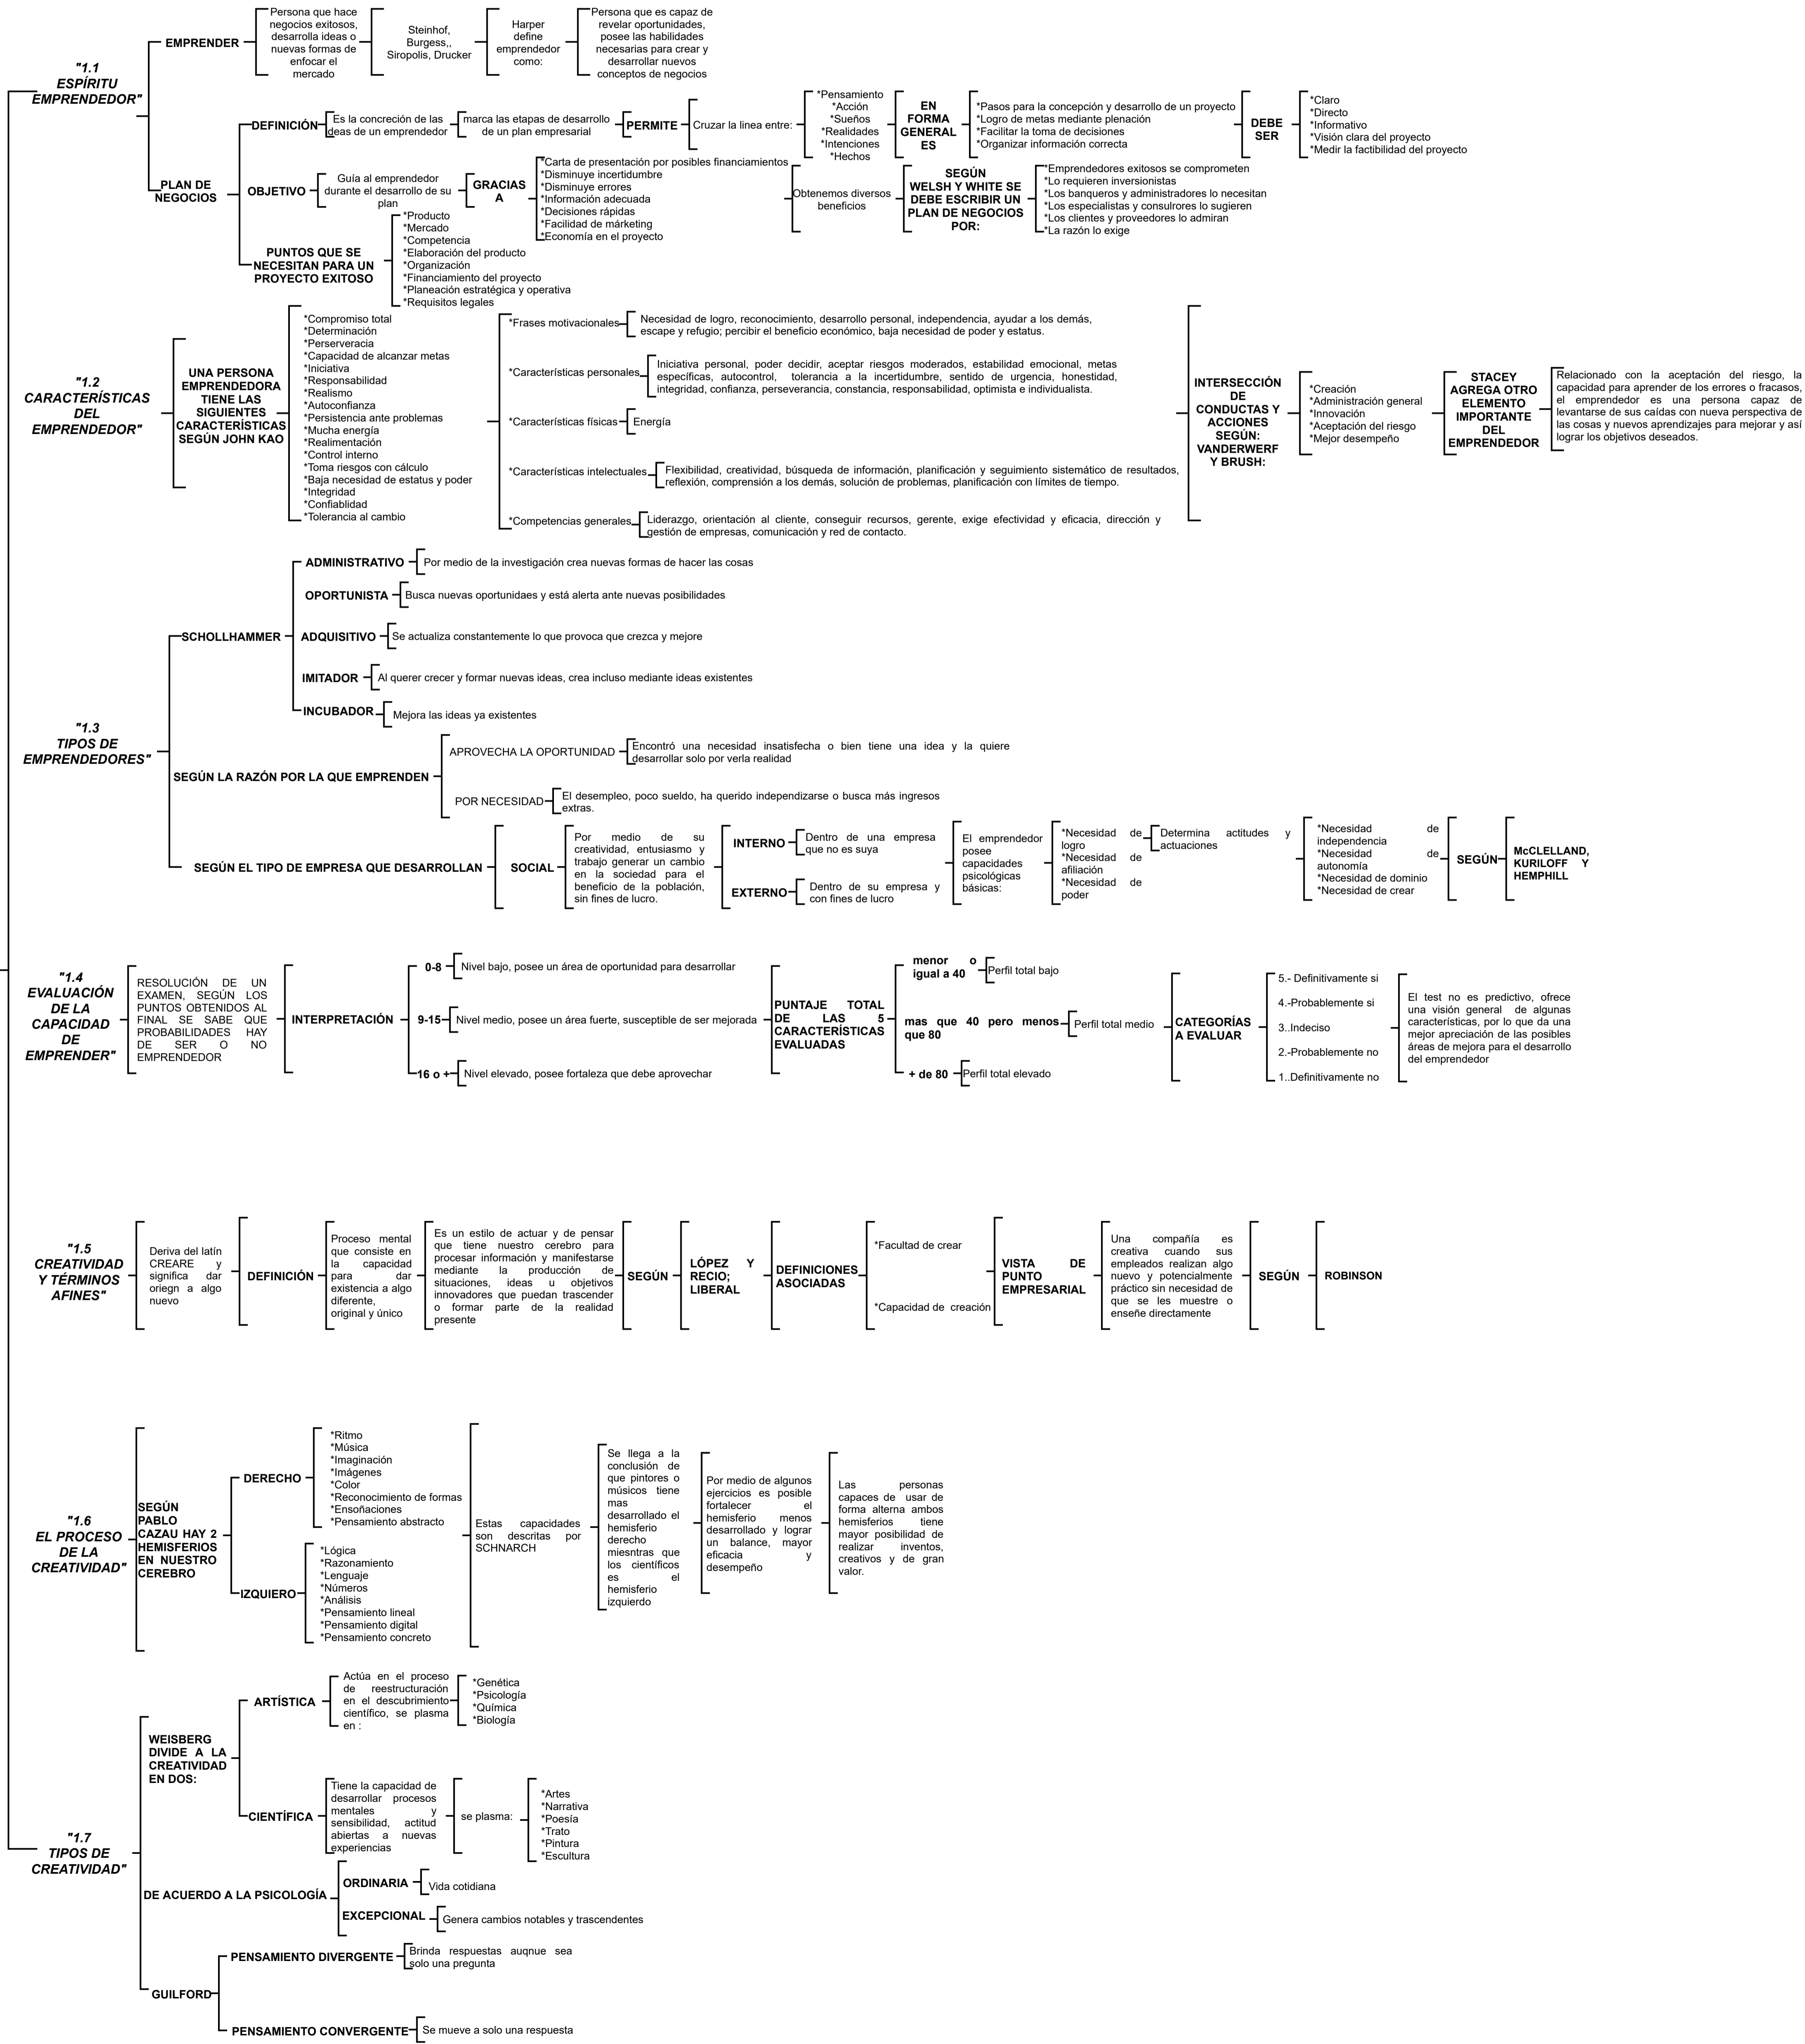 "1.1
ESPÍRITU
EMPRENDEDOR"
EMPRENDER
Persona que hace
negocios exitosos,
desarrolla ideas o
nuevas formas de
enfocar el
mercado
Steinhof,
Burgess,,
Siropolis, Drucker
Harper
define
emprendedor
como:
Persona que es capaz de
revelar oportunidades,
posee las habilidades
necesarias para crear y
desarrollar nuevos
conceptos de negocios
PLAN DE
NEGOCIOS
DEFINICIÓN
Es la concreción de las
ideas de un emprendedor
marca las etapas de desarrollo
de un plan empresarial
PERMITE
Cruzar la linea entre:
*Pensamiento
*Acción
*Sueños
*Realidades
*Intenciones
*Hechos
EN
FORMA
GENERAL
ES
*Pasos para la concepción y desarrollo de un proyecto
*Logro de metas mediante plenación
*Facilitar la toma de decisiones
*Organizar información correcta
DEBE
SER
*Claro
*Directo
*Informativo
*Visión clara del proyecto
*Medir la factibilidad del proyecto
OBJETIVO
Guía al emprendedor
durante el desarrollo de su
plan
GRACIAS
A
*Carta de presentación por posibles financiamientos
*Disminuye incertidumbre
*Disminuye errores
*Información adecuada
*Decisiones rápidas
*Facilidad de márketing
*Economía en el proyecto
Obtenemos diversos
beneficios
SEGÚN
WELSH Y WHITE SE
DEBE ESCRIBIR UN
PLAN DE NEGOCIOS
POR:
*Emprendedores exitosos se comprometen
*Lo requieren inversionistas
*Los banqueros y administradores lo necesitan
*Los especialistas y consulrores lo sugieren
*Los clientes y proveedores lo admiran
*La razón lo exige
PUNTOS QUE SE
NECESITAN PARA UN
PROYECTO EXITOSO
*Producto
*Mercado
*Competencia
*Elaboración del producto
*Organización
*Financiamiento del proyecto
*Planeación estratégica y operativa
*Requisitos legales
"1.2
CARACTERÍSTICAS
DEL
EMPRENDEDOR"
UNA PERSONA
EMPRENDEDORA
TIENE LAS
SIGUIENTES
CARACTERÍSTICAS
SEGÚN JOHN KAO
*Compromiso total
*Determinación
*Perserveracia
*Capacidad de alcanzar metas
*Iniciativa
*Responsabilidad
*Realismo
*Autoconfianza
*Persistencia ante problemas
*Mucha energía
*Realimentación
*Control interno
*Toma riesgos con cálculo
*Baja necesidad de estatus y poder
*Integridad
*Confiablidad
*Tolerancia al cambio
*Frases motivacionales
Necesidad de logro, reconocimiento, desarrollo personal, independencia, ayudar a los demás,
escape y refugio; percibir el beneficio económico, baja necesidad de poder y estatus.
*Características personales
Iniciativa personal, poder decidir, aceptar riesgos moderados, estabilidad emocional, metas
específicas, autocontrol, tolerancia a la incertidumbre, sentido de urgencia, honestidad,
integridad, confianza, perseverancia, constancia, responsabilidad, optimista e individualista.
*Características físicas
Energía
*Características intelectuales
Flexibilidad, creatividad, búsqueda de información, planificación y seguimiento sistemático de resultados,
reflexión, comprensión a los demás, solución de problemas, planificación con límites de tiempo.
*Competencias generales
Liderazgo, orientación al cliente, conseguir recursos, gerente, exige efectividad y eficacia, dirección y
gestión de empresas, comunicación y red de contacto.
INTERSECCIÓN
DE
CONDUCTAS Y
ACCIONES
SEGÚN:
VANDERWERF
Y BRUSH:
*Creación
*Administración general
*Innovación
*Aceptación del riesgo
*Mejor desempeño
STACEY
AGREGA OTRO
ELEMENTO
IMPORTANTE
DEL
EMPRENDEDOR
Relacionado con la aceptación del riesgo, la
capacidad para aprender de los errores o fracasos,
el emprendedor es una persona capaz de
levantarse de sus caídas con nueva perspectiva de
las cosas y nuevos aprendizajes para mejorar y así
lograr los objetivos deseados.
"1.3
TIPOS DE
EMPRENDEDORES"
SCHOLLHAMMER
ADMINISTRATIVO
Por medio de la investigación crea nuevas formas de hacer las cosas
OPORTUNISTA
Busca nuevas oportunidaes y está alerta ante nuevas posibilidades
ADQUISITIVO
Se actualiza constantemente lo que provoca que crezca y mejore
IMITADOR
Al querer crecer y formar nuevas ideas, crea incluso mediante ideas existentes
INCUBADOR
Mejora las ideas ya existentes
SEGÚN LA RAZÓN POR LA QUE EMPRENDEN
APROVECHA LA OPORTUNIDAD
Encontró una necesidad insatisfecha o bien tiene una idea y la quiere
desarrollar solo por verla realidad
POR NECESIDAD
El desempleo, poco sueldo, ha querido independizarse o busca más ingresos
extras.
SEGÚN EL TIPO DE EMPRESA QUE DESARROLLAN
SOCIAL
Por medio de su
creatividad, entusiasmo y
trabajo generar un cambio
en la sociedad para el
beneficio de la población,
sin fines de lucro.
INTERNO
Dentro de una empresa
que no es suya
EXTERNO
Dentro de su empresa y
con fines de lucro
El emprendedor
posee
capacidades
psicológicas
básicas:
*Necesidad de
logro
*Necesidad de
afiliación
*Necesidad de
poder
Determina actitudes y
actuaciones
*Necesidad de
independencia
*Necesidad de
autonomía
*Necesidad de dominio
*Necesidad de crear
SEGÚN
McCLELLAND,
KURILOFF Y
HEMPHILL
"1.4
EVALUACIÓN
DE LA
CAPACIDAD
DE
EMPRENDER"
RESOLUCIÓN DE UN
EXAMEN, SEGÚN LOS
PUNTOS OBTENIDOS AL
FINAL SE SABE QUE
PROBABILIDADES HAY
DE SER O NO
EMPRENDEDOR
INTERPRETACIÓN
0-8
Nivel bajo, posee un área de oportunidad para desarrollar
9-15
Nivel medio, posee un área fuerte, susceptible de ser mejorada
16 o +
Nivel elevado, posee fortaleza que debe aprovechar
PUNTAJE TOTAL
DE LAS 5
CARACTERÍSTICAS
EVALUADAS
menor o
igual a 40
Perfil total bajo
mas que 40 pero menos
que 80
Perfil total medio
+ de 80
Perfil total elevado
CATEGORÍAS
A EVALUAR
5.- Definitivamente si
4.-Probablemente si
3..Indeciso
2.-Probablemente no
1..Definitivamente no
El test no es predictivo, ofrece
una visión general de algunas
características, por lo que da una
mejor apreciación de las posibles
áreas de mejora para el desarrollo
del emprendedor
"1.5
CREATIVIDAD
Y TÉRMINOS
AFINES"
Deriva del latín
CREARE y
significa dar
oriegn a algo
nuevo
DEFINICIÓN
Proceso mental
que consiste en
la capacidad
para dar
existencia a algo
diferente,
original y único
Es un estilo de actuar y de pensar
que tiene nuestro cerebro para
procesar información y manifestarse
mediante la producción de
situaciones, ideas u objetivos
innovadores que puedan trascender
o formar parte de la realidad
presente
SEGÚN
LÓPEZ Y
RECIO;
LIBERAL
DEFINICIONES
ASOCIADAS
*Facultad de crear
*Capacidad de creación
VISTA DE
PUNTO
EMPRESARIAL
Una compañía es
creativa cuando sus
empleados realizan algo
nuevo y potencialmente
práctico sin necesidad de
que se les muestre o
enseñe directamente
SEGÚN
ROBINSON
"1.6
EL PROCESO
DE LA
CREATIVIDAD"
SEGÚN
PABLO
CAZAU HAY 2
HEMISFERIOS
EN NUESTRO
CEREBRO
DERECHO
*Ritmo
*Música
*Imaginación
*Imágenes
*Color
*Reconocimiento de formas
*Ensoñaciones
*Pensamiento abstracto
IZQUIERO
*Lógica
*Razonamiento
*Lenguaje
*Números
*Análisis
*Pensamiento lineal
*Pensamiento digital
*Pensamiento concreto
Estas capacidades
son descritas por
SCHNARCH
Se llega a la
conclusión de
que pintores o
músicos tiene
mas
desarrollado el
hemisferio
derecho
miesntras que
los científicos
es el
hemisferio
izquierdo
Por medio de algunos
ejercicios es posible
fortalecer el
hemisferio menos
desarrollado y lograr
un balance, mayor
eficacia y
desempeño
Las personas
capaces de usar de
forma alterna ambos
hemisferios tiene
mayor posibilidad de
realizar inventos,
creativos y de gran
valor.
"1.7
TIPOS DE
CREATIVIDAD"
WEISBERG
DIVIDE A LA
CREATIVIDAD
EN DOS:
ARTÍSTICA
Actúa en el proceso
de reestructuración
en el descubrimiento
científico, se plasma
en :
*Genética
*Psicología
*Química
*Biología
CIENTÍFICA
Tiene la capacidad de
desarrollar procesos
mentales y
sensibilidad, actitud
abiertas a nuevas
experiencias
se plasma:
*Artes
*Narrativa
*Poesía
*Trato
*Pintura
*Escultura
DE ACUERDO A LA PSICOLOGÍA
ORDINARIA
Vida cotidiana
EXCEPCIONAL
Genera cambios notables y trascendentes
GUILFORD
PENSAMIENTO DIVERGENTE
Brinda respuestas auqnue sea
solo una pregunta
PENSAMIENTO CONVERGENTE
Se mueve a solo una respuesta